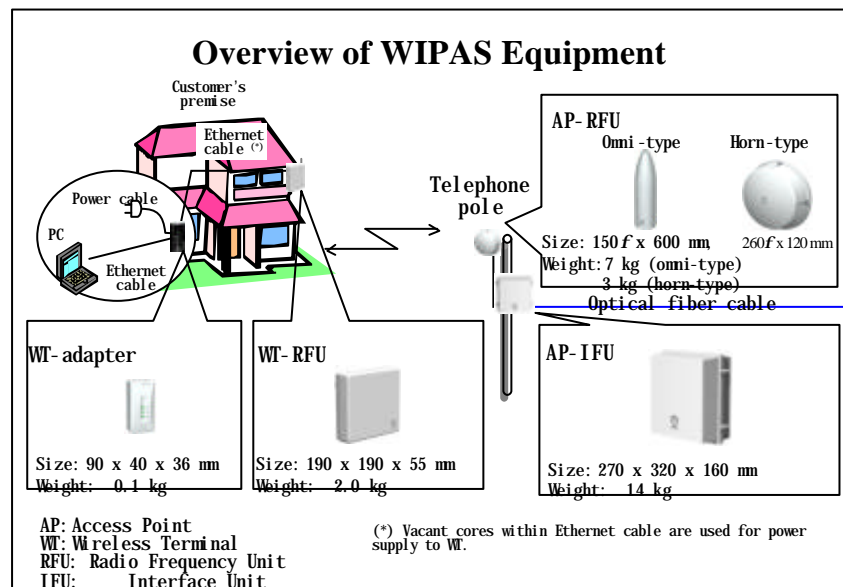 Overview of WIPAS Equipment
Customer's
premise
Ethernet
cable (*)
Power cable
PC
Ethernet
cable
Telephone
pole
AP-RFU
Omni-type Horn-type
Size: 150f x 600 mm, 260f x 120 mm
Weight: 7 kg (omni-type)
3 kg (horn-type)
Optical fiber cable
WT-adapter
Size: 90 x 40 x 36 mm
Weight: 0.1 kg
WT-RFU
Size: 190 x 190 x 55 mm
Weight: 2.0 kg
AP-IFU
Size: 270 x 320 x 160 mm
Weight: 14 kg
AP: Access Point
WT: Wireless Terminal
RFU: Radio Frequency Unit
IFU: Interface Unit
(*) Vacant cores within Ethernet cable are used for power
supply to WT.